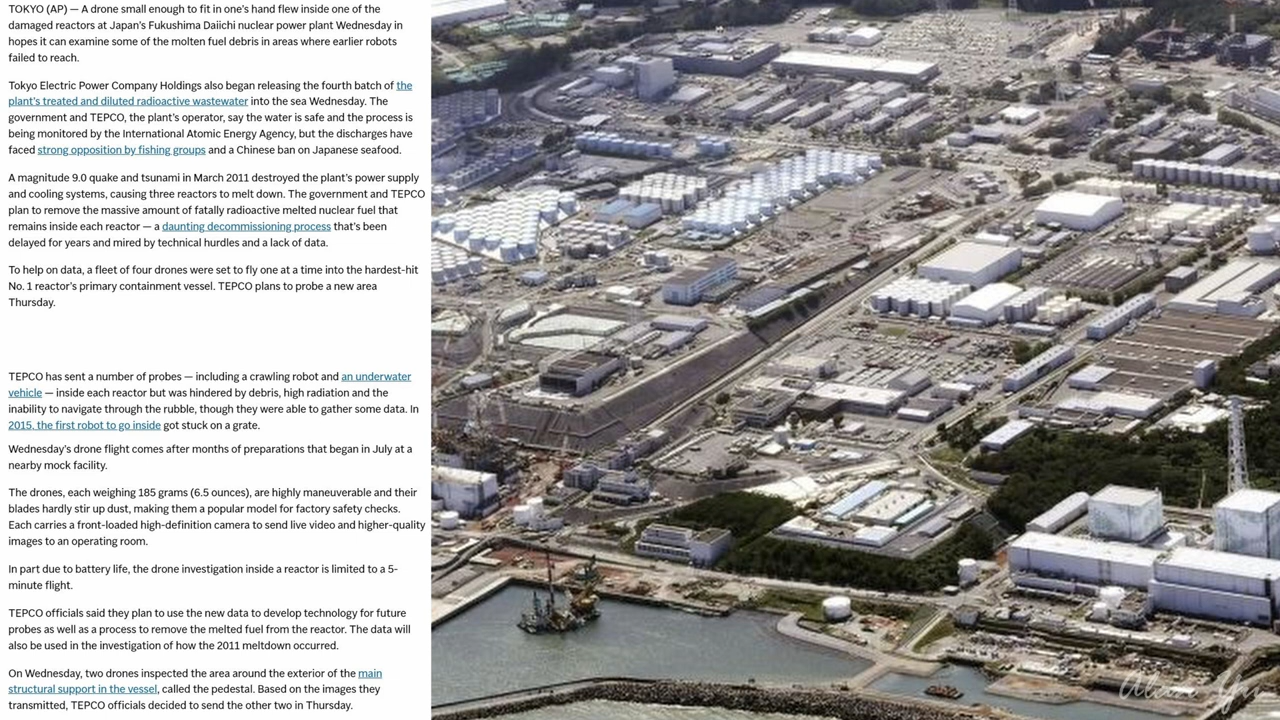 TOKYO (AP) — A drone small enough to fit in one's hand flew inside one of the
damaged reactors at Japan's Fukushima Daiichi nuclear power plant Wednesday in
hopes it can examine some of the molten fuel debris in areas where earlier robots
failed to reach.
Tokyo Electric Power Company Holdings also began releasing the fourth batch of the
plant's treated and diluted radioactive wastewater into the sea Wednesday. The
government and TEPCO, the plant's operator, say the water is safe and the process is
being monitored by the International Atomic Energy Agency, but the discharges have
faced strong opposition by fishing groups and a Chinese ban on Japanese seafood.
A magnitude 9.0 quake and tsunami in March 2011 destroyed the plant's power supply
and cooling systems, causing three reactors to melt down. The government and TEPCO
plan to remove the massive amount of fatally radioactive melted nuclear fuel that
remains inside each reactor — a daunting decommissioning process that's been
delayed for years and mired by technical hurdles and a lack of data.
To help on data, a fleet of four drones were set to fly one at a time into the hardest-hit
No. 1 reactor's primary containment vessel. TEPCO plans to probe a new area
Thursday.
TEPCO has sent a number of probes — including a crawling robot and an underwater
vehicle — inside each reactor but was hindered by debris, high radiation and the
inability to navigate through the rubble, though they were able to gather some data. In
2015, the first robot to go inside got stuck on a grate.
Wednesday's drone flight comes after months of preparations that began in July at a
nearby mock facility.
The drones, each weighing 185 grams (6.5 ounces), are highly maneuverable and their
blades hardly stir up dust, making them a popular model for factory safety checks.
Each carries a front-loaded high-definition camera to send live video and higher-quality
images to an operating room.
In part due to battery life, the drone investigation inside a reactor is limited to a 5-
minute flight.
TEPCO officials said they plan to use the new data to develop technology for future
probes as well as a process to remove the melted fuel from the reactor. The data will
also be used in the investigation of how the 2011 meltdown occurred.
On Wednesday, two drones inspected the area around the exterior of the main
structural support in the vessel, called the pedestal. Based on the images they
transmitted, TEPCO officials decided to send the other two in Thursday.